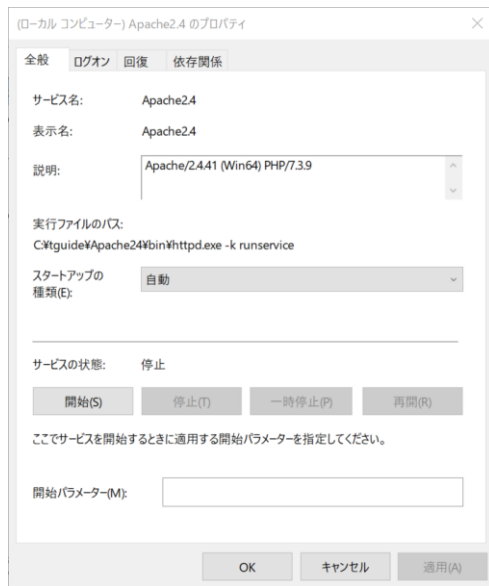 (ローカル コンピューター) Apache2.4 のプロパティ
全般 ログオン 回復 依存関係
サービス名: Apache2.4
表示名: Apache2.4
説明: Apache/2.4.41 (Win64) PHP/7.3.9
実行ファイルのパス:
C:¥tguide¥Apache24¥bin¥httpd.exe -k runservice
スタートアップの
種類(E): 自動
サービスの状態: 停止
開始(S) 停止(T) 一時停止(P) 再開(R)
ここでサービスを開始するときに適用する開始パラメーターを指定してください。
開始パラメーター(M):
OK キャンセル 適用(A)